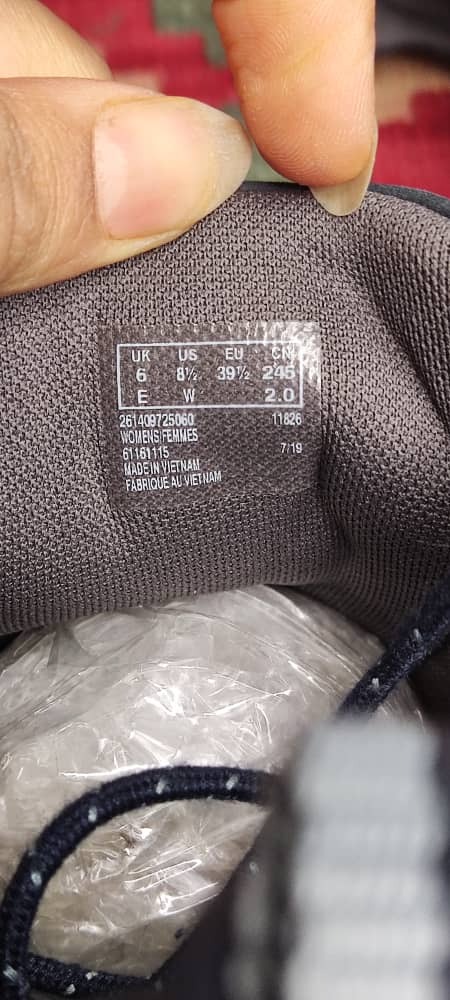 UK US EU CN
6 8½ 39½ 245
E W 2.0
261409725060 11826
WOMENS/FEMMES
61161115 7/19
MADE IN VIETNAM
FABRIQUE AU VIETNAM